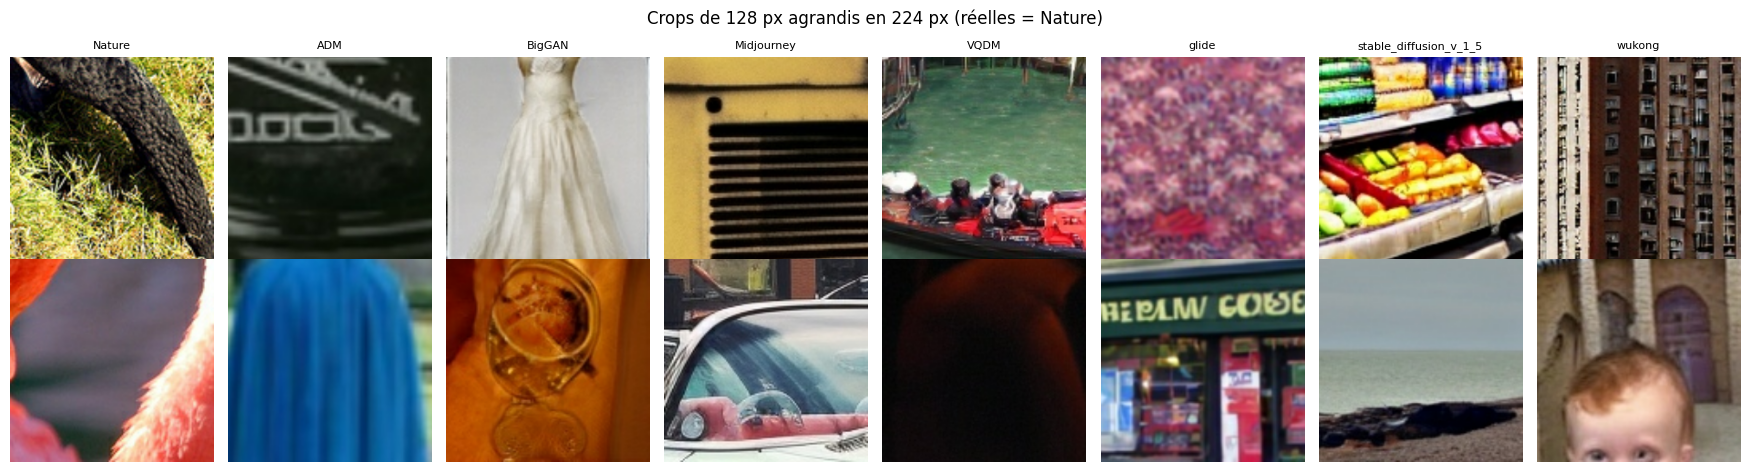 Crops de 128 px agrandis en 224 px (réelles = Nature)
Nature
ADM
BigGAN
Midjourney
VQDM
glide
stable_diffusion_v_1_5
wukong